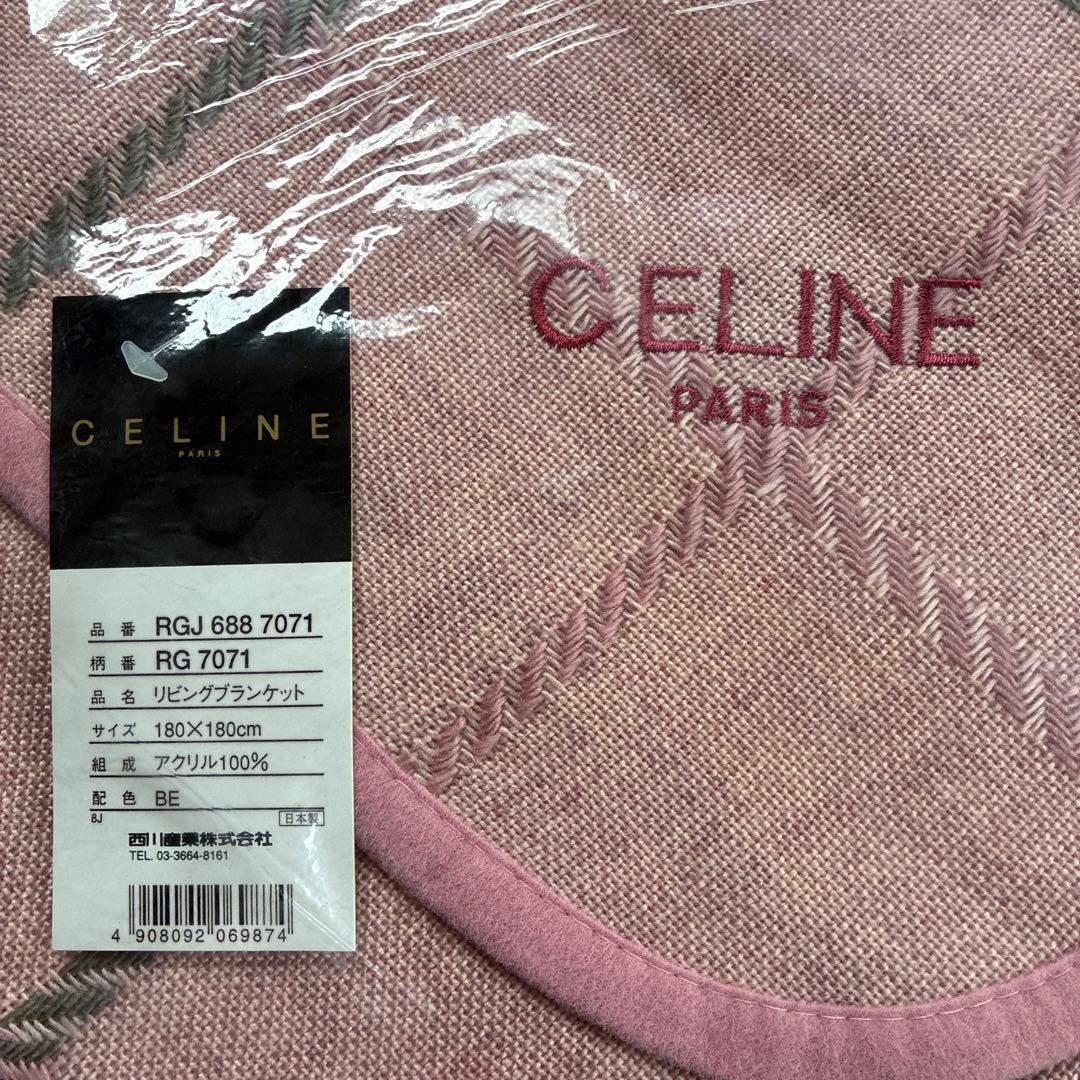 CELINE
PARIS
CELINE
PARIS
品番 RGJ 688 7071
柄番 RG 7071
品名 リビングブランケット
サイズ 180×180cm
組成 アクリル100%
配色 BE
8J 日本製
西川産業株式会社
TEL. 03-3664-8161
4 908092 069874